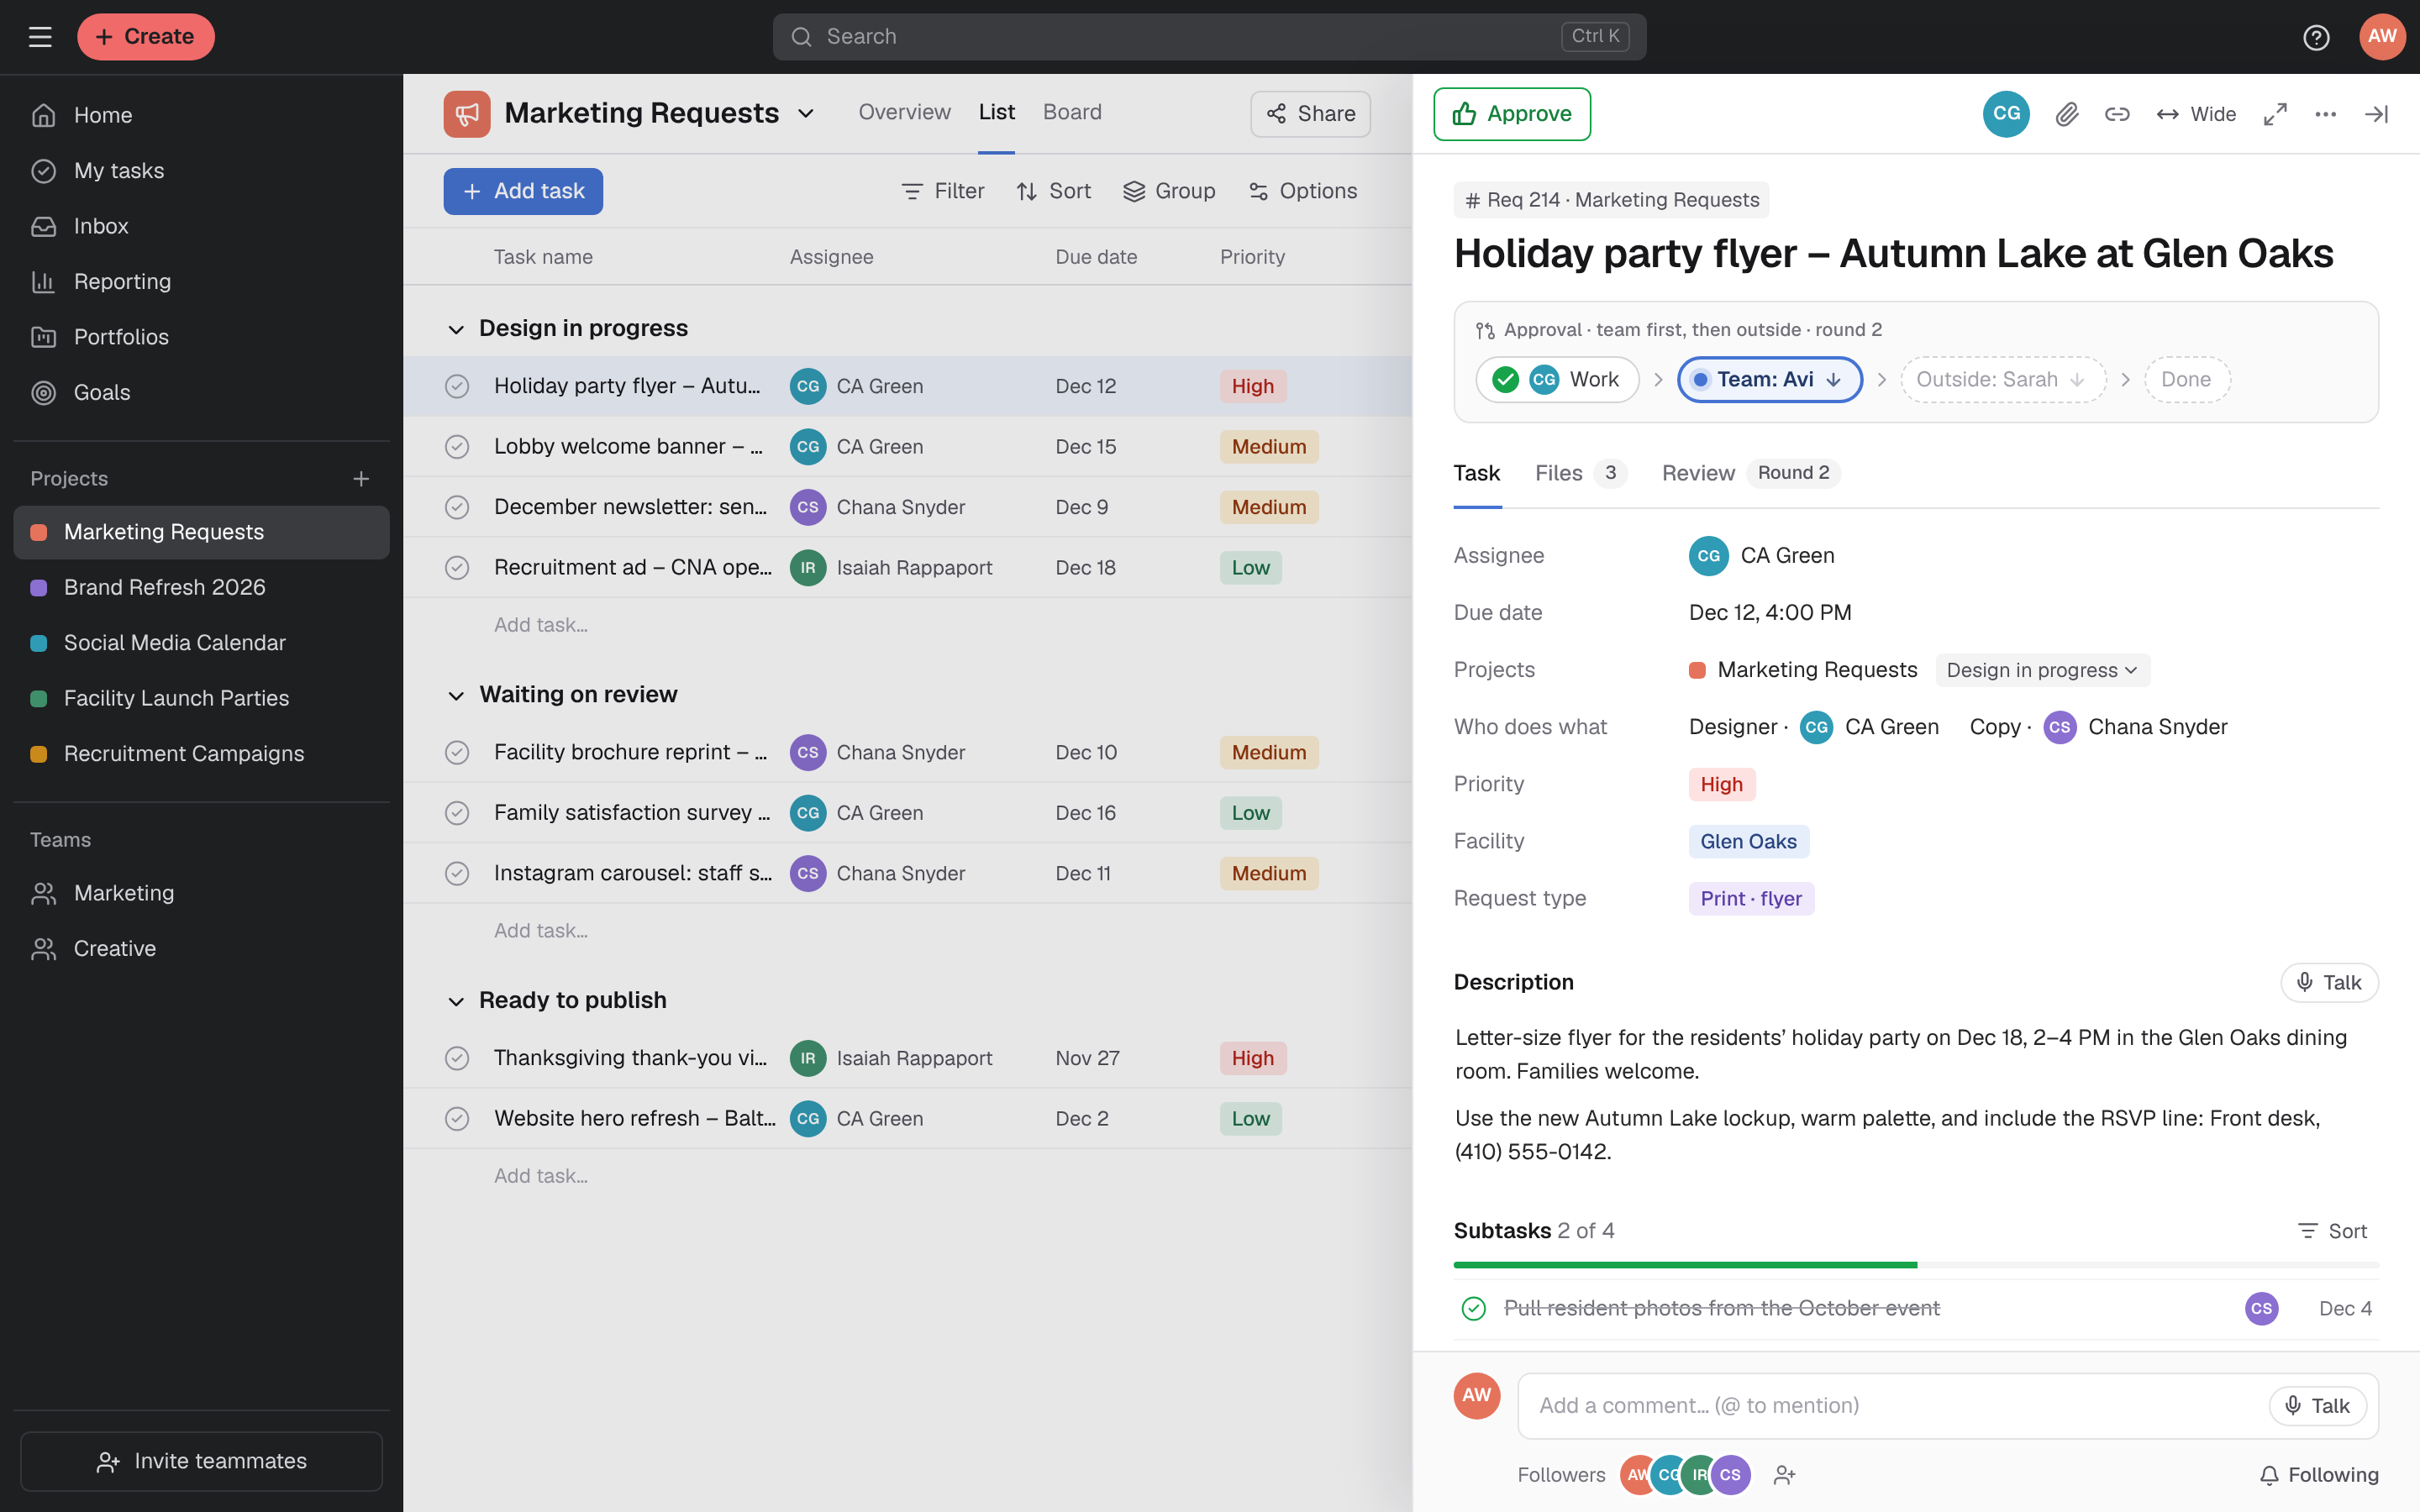 Create
Search
Ctrl K
AW
Home
My tasks
Inbox
Reporting
Portfolios
Goals
Projects
Marketing Requests
Brand Refresh 2026
Social Media Calendar
Facility Launch Parties
Recruitment Campaigns
Teams
Marketing
Creative
Invite teammates
Marketing Requests
Overview List Board
Share
Add task
Filter Sort Group Options
Task name Assignee Due date Priority
Design in progress
Holiday party flyer – Autu... CG CA Green Dec 12 High
Lobby welcome banner – ... CG CA Green Dec 15 Medium
December newsletter: sen... CS Chana Snyder Dec 9 Medium
Recruitment ad – CNA ope... IR Isaiah Rappaport Dec 18 Low
Add task...
Waiting on review
Facility brochure reprint – ... CS Chana Snyder Dec 10 Medium
Family satisfaction survey ... CG CA Green Dec 16 Low
Instagram carousel: staff s... CS Chana Snyder Dec 11 Medium
Add task...
Ready to publish
Thanksgiving thank-you vi... IR Isaiah Rappaport Nov 27 High
Website hero refresh – Balt... CG CA Green Dec 2 Low
Add task...
Approve
CG
Wide
# Req 214 · Marketing Requests
Holiday party flyer – Autumn Lake at Glen Oaks
Approval · team first, then outside · round 2
CG Work Team: Avi Outside: Sarah Done
Task Files 3 Review Round 2
Assignee CG CA Green
Due date Dec 12, 4:00 PM
Projects Marketing Requests Design in progress
Who does what Designer · CG CA Green Copy · CS Chana Snyder
Priority High
Facility Glen Oaks
Request type Print · flyer
Description Talk
Letter-size flyer for the residents’ holiday party on Dec 18, 2–4 PM in the Glen Oaks dining
room. Families welcome.
Use the new Autumn Lake lockup, warm palette, and include the RSVP line: Front desk,
(410) 555-0142.
Subtasks 2 of 4 Sort
Pull resident photos from the October event CS Dec 4
AW Add a comment... (@ to mention) Talk
Followers AW CG IR CS Following